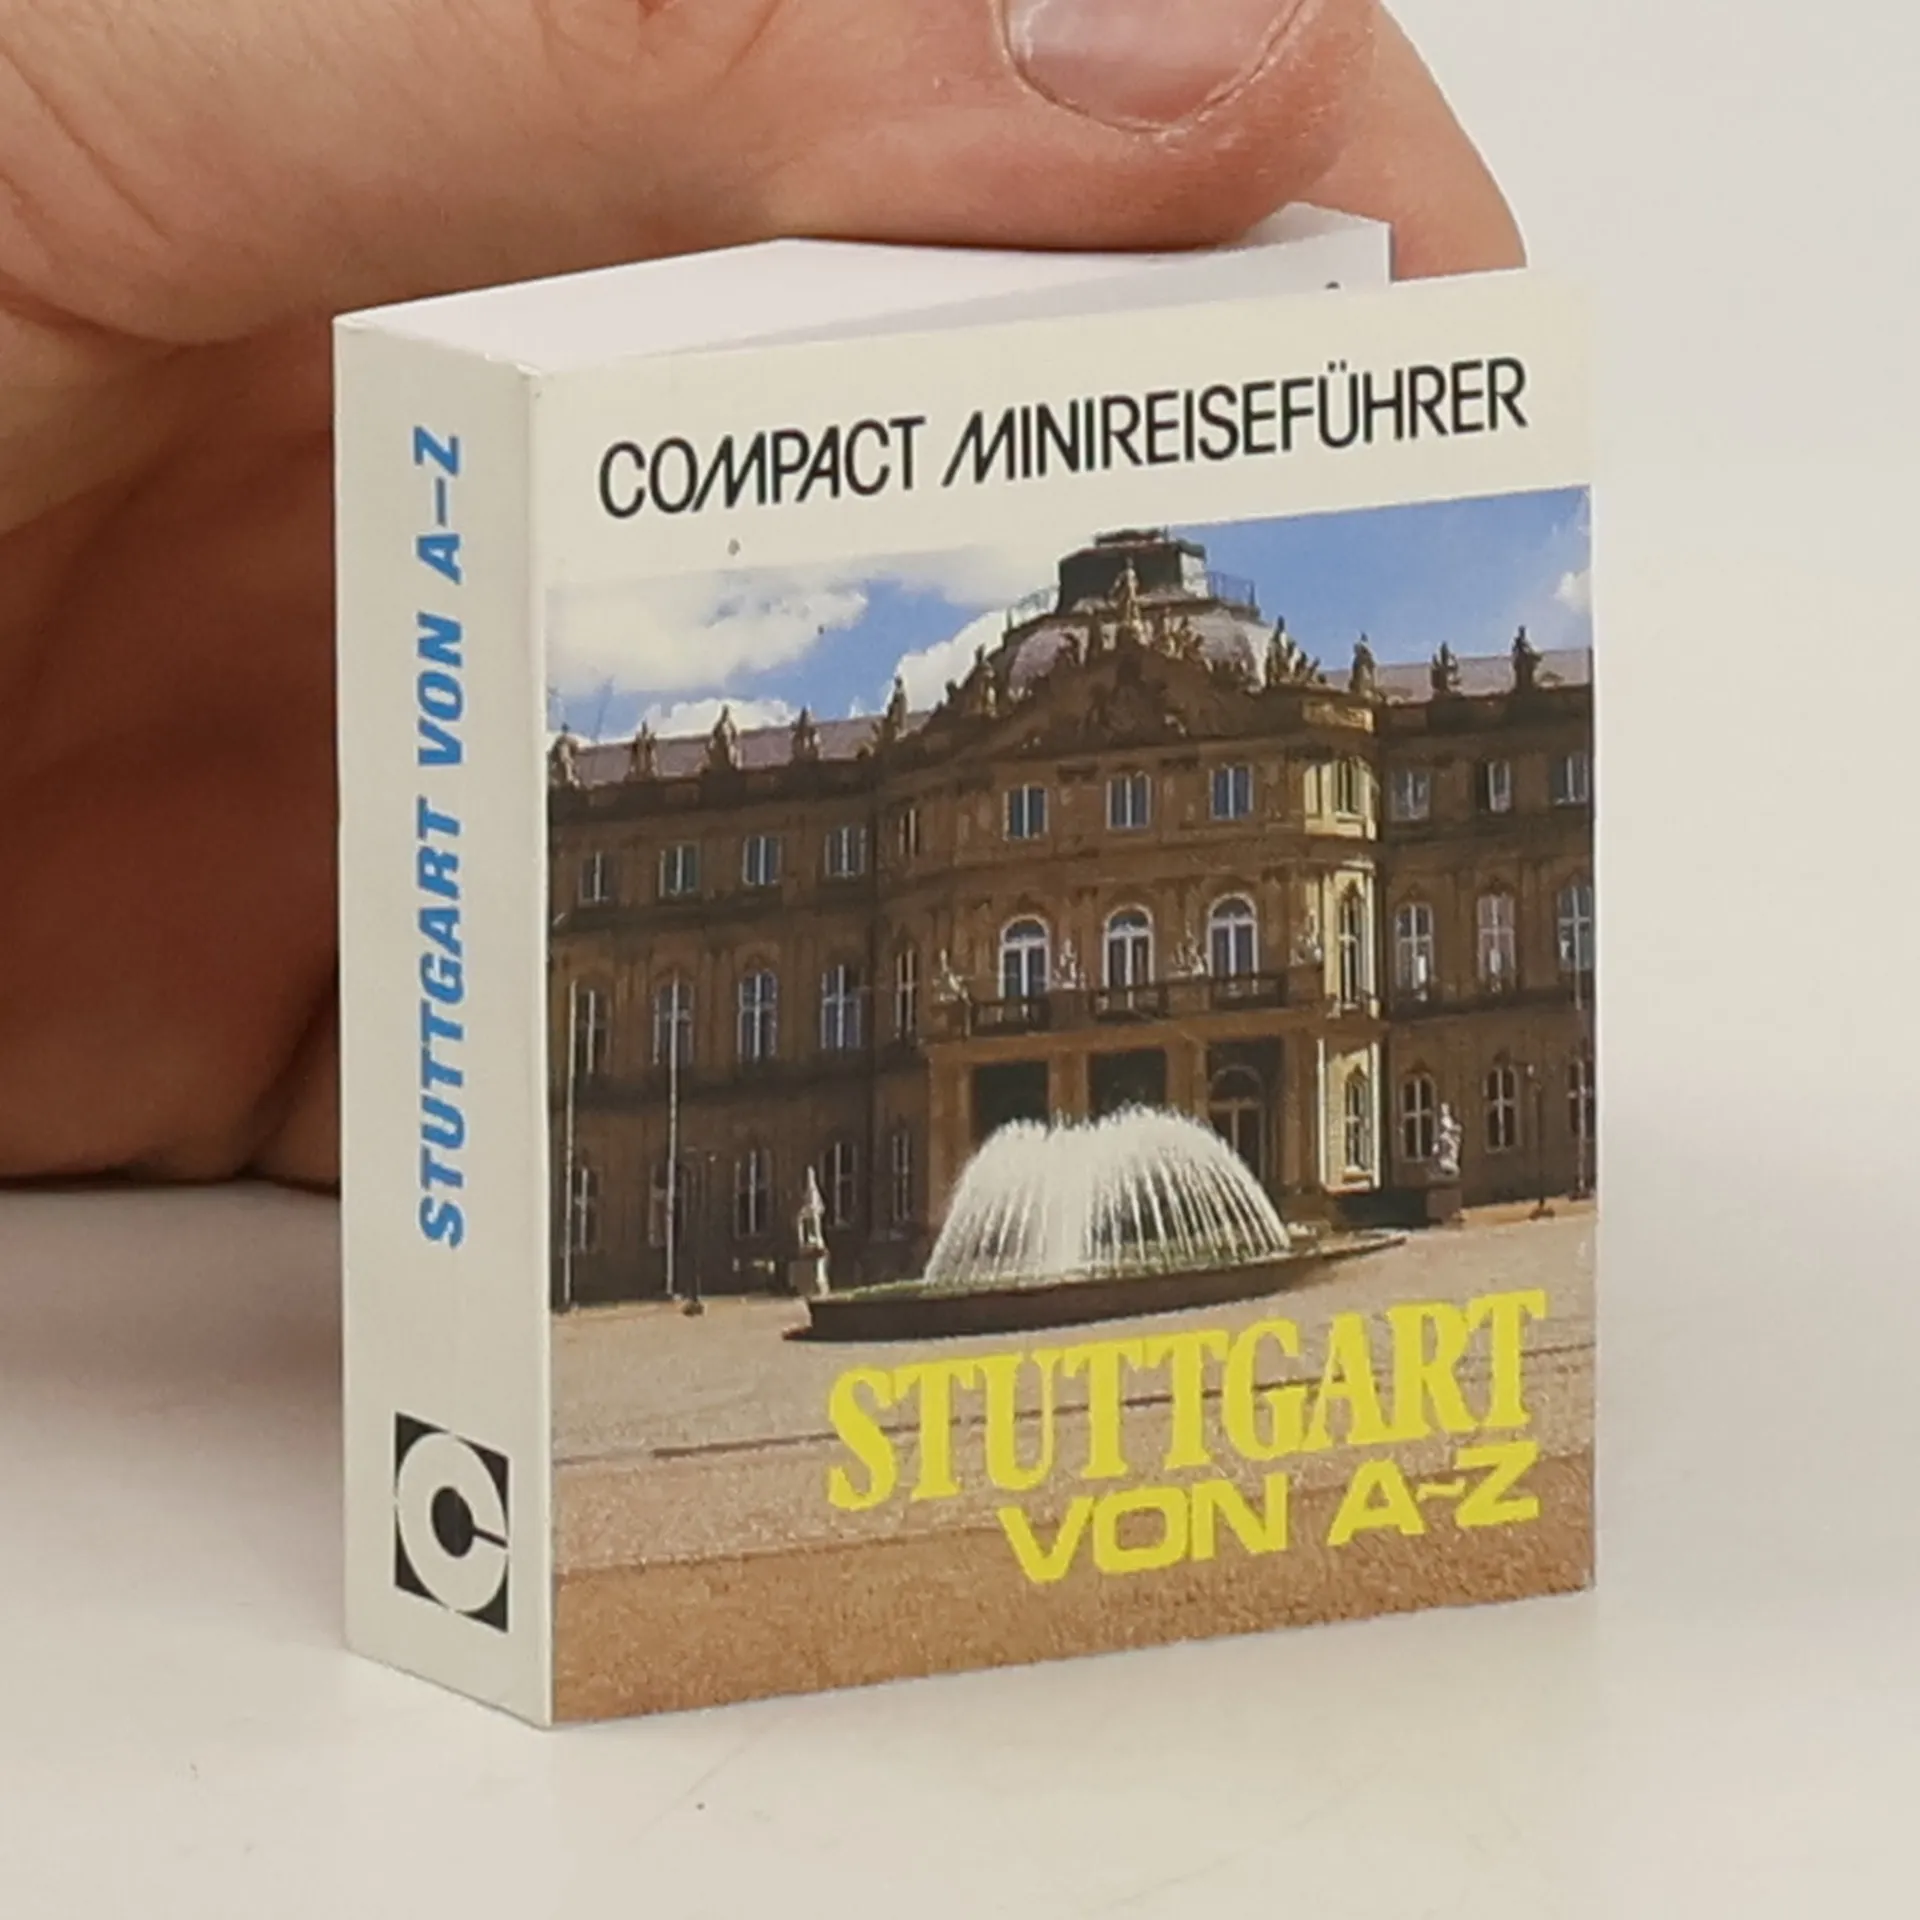 STUTTGART VON A-Z
C
COMPACT MINIREISEFÜHRER
STUTTGART
VON A-Z